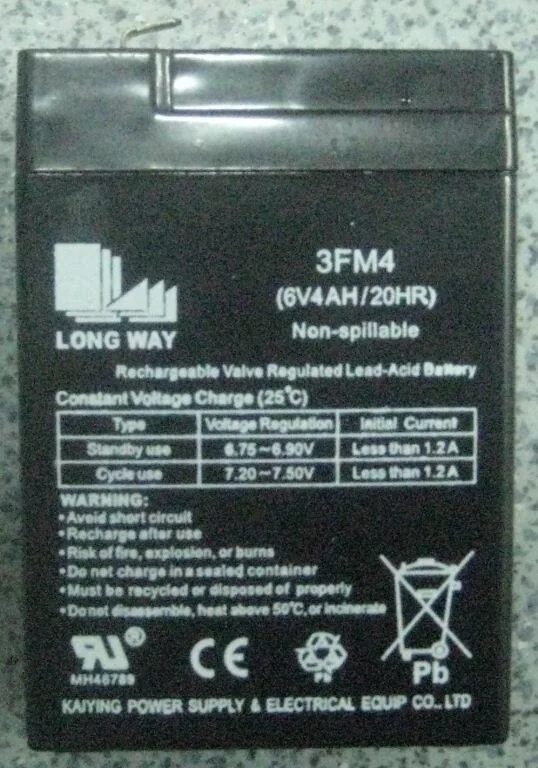 3FM4
(6V4AH/20HR)
LONG WAY
Non-spillable
Rechargeable Valve Regulated Lead-Acid Battery
Constant Voltage Charge (25℃)
Type Voltage Regulation Initial Current
Standby use 6.75~6.90V Less than 1.2A
Cycle use 7.20~7.50V Less than 1.2A
WARNING:
•Avoid short circuit
•Recharge after use
•Risk of fire, explosion, or burns
•Do not charge in a sealed container
•Must be recycled or disposed of properly
•Do not disassemble, heat above 50℃, or incinerate
RU® CE Pb Pb
MH46789
KAIYING POWER SUPPLY & ELECTRICAL EQUIP CO., LTD